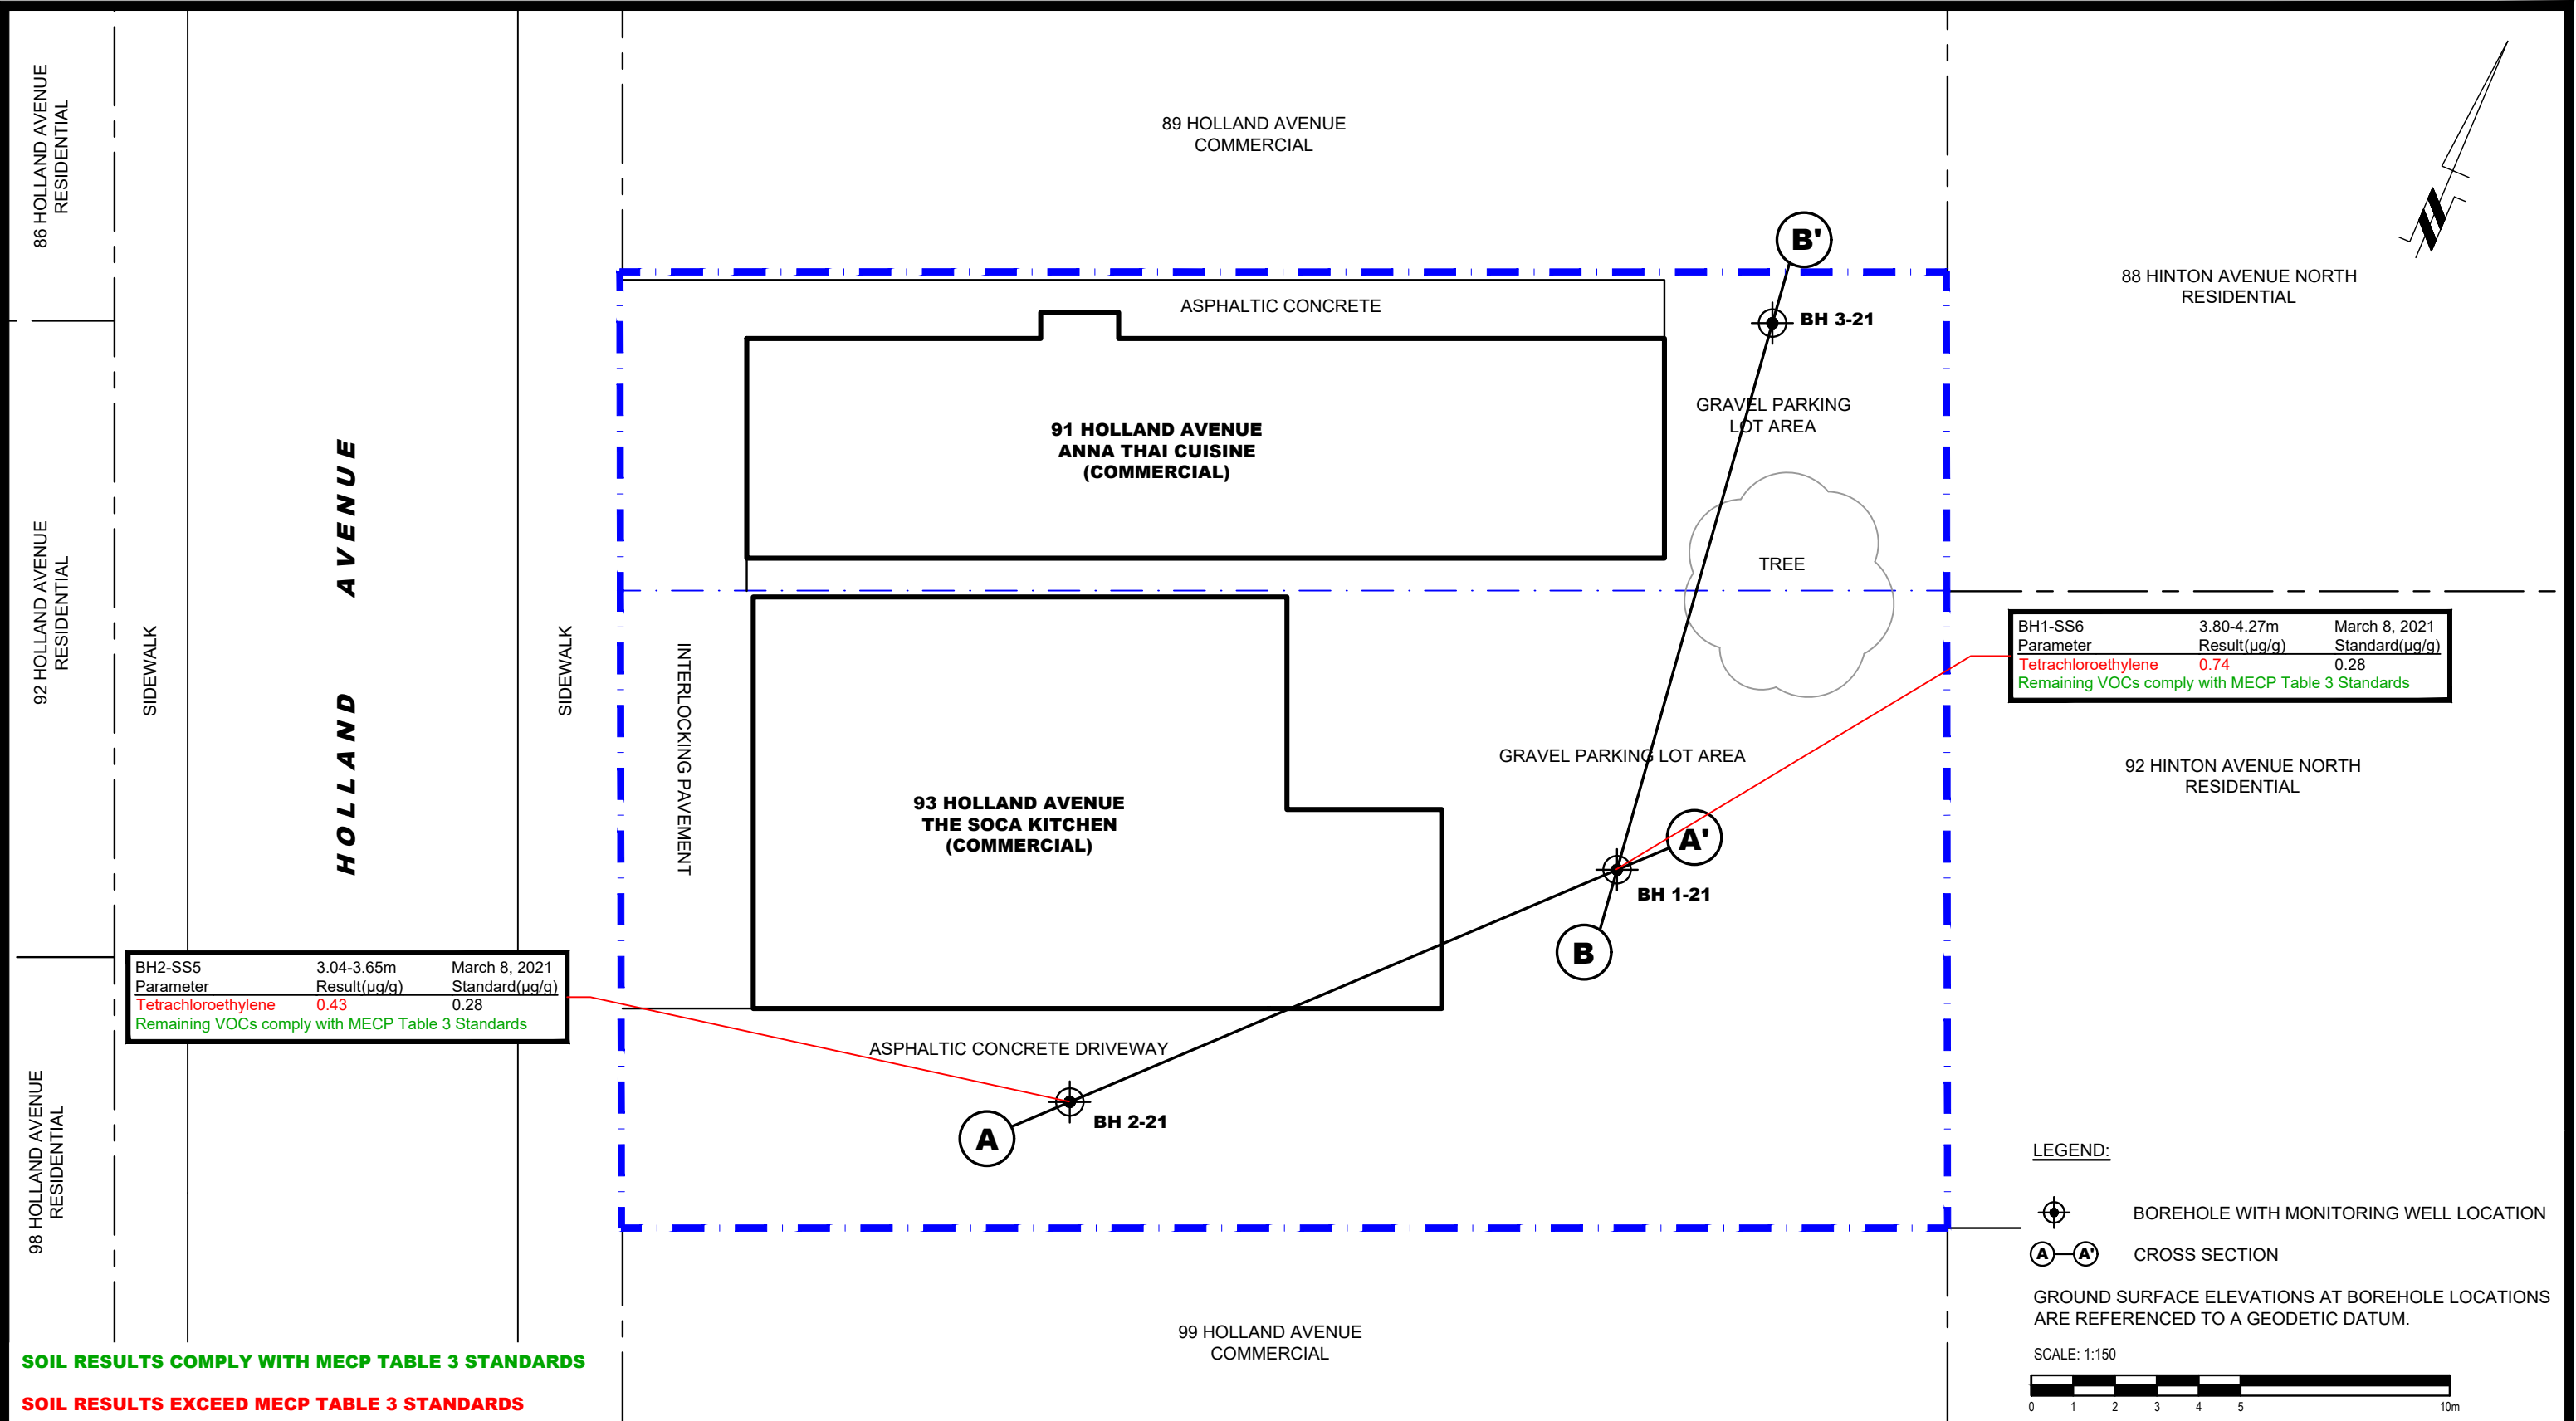 86 HOLLAND AVENUE
RESIDENTIAL
92 HOLLAND AVENUE
RESIDENTIAL
98 HOLLAND AVENUE
RESIDENTIAL
SIDEWALK
HOLLAND AVENUE
SIDEWALK
89 HOLLAND AVENUE
COMMERCIAL
B'
BH 3-21
ASPHALTIC CONCRETE
88 HINTON AVENUE NORTH
RESIDENTIAL
GRAVEL PARKING
LOT AREA
91 HOLLAND AVENUE
ANNA THAI CUISINE
(COMMERCIAL)
TREE
INTERLOCKING PAVEMENT
BH1-SS6 3.80-4.27m March 8, 2021
Parameter Result(µg/g) Standard(µg/g)
Tetrachloroethylene 0.74 0.28
Remaining VOCs comply with MECP Table 3 Standards
GRAVEL PARKING LOT AREA
92 HINTON AVENUE NORTH
RESIDENTIAL
93 HOLLAND AVENUE
THE SOCA KITCHEN
(COMMERCIAL)
A'
BH 1-21
B
BH2-SS5 3.04-3.65m March 8, 2021
Parameter Result(µg/g) Standard(µg/g)
Tetrachloroethylene 0.43 0.28
Remaining VOCs comply with MECP Table 3 Standards
ASPHALTIC CONCRETE DRIVEWAY
BH 2-21
A
LEGEND:
BOREHOLE WITH MONITORING WELL LOCATION
A A' CROSS SECTION
GROUND SURFACE ELEVATIONS AT BOREHOLE LOCATIONS
ARE REFERENCED TO A GEODETIC DATUM.
99 HOLLAND AVENUE
COMMERCIAL
SCALE: 1:150
0 1 2 3 4 5 10m
SOIL RESULTS COMPLY WITH MECP TABLE 3 STANDARDS
SOIL RESULTS EXCEED MECP TABLE 3 STANDARDS